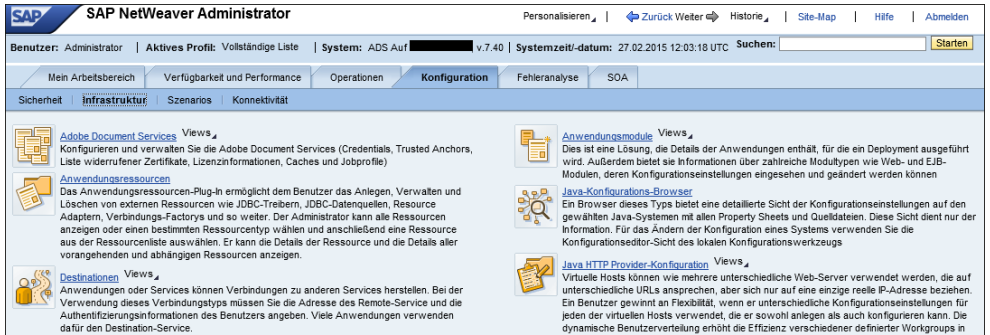 SAP
SAP NetWeaver Administrator
Personalisieren | Zurück Weiter Historie | Site-Map | Hilfe | Abmelden
Benutzer: Administrator | Aktives Profil: Vollständige Liste | System: ADS Auf v.7.40 | Systemzeit/-datum: 27.02.2015 12:03:18 UTC Suchen: Starten
Mein Arbeitsbereich Verfügbarkeit und Performance Operationen Konfiguration Fehleranalyse SOA
Sicherheit | Infrastruktur | Szenarios | Konnektivität
Adobe Document Services Views
Konfigurieren und verwalten Sie die Adobe Document Services (Credentials, Trusted Anchors,
Liste widerrufener Zertifikate, Lizenzinformationen, Caches und Jobprofile)
Anwendungsressourcen
Das Anwendungsressourcen-Plug-In ermöglicht dem Benutzer das Anlegen, Verwalten und
Löschen von externen Ressourcen wie JDBC-Treibern, JDBC-Datenquellen, Resource
Adaptern, Verbindungs-Factorys und so weiter. Der Administrator kann alle Ressourcen
anzeigen oder einen bestimmten Ressourcentyp wählen und anschließend eine Ressource
aus der Ressourcenliste auswählen. Er kann die Details der Ressource und die Details aller
vorangehenden und abhängigen Ressourcen anzeigen.
Destinationen Views
Anwendungen oder Services können Verbindungen zu anderen Services herstellen. Bei der
Verwendung dieses Verbindungstyps müssen Sie die Adresse des Remote-Service und die
Authentifizierungsinformationen des Benutzers angeben. Viele Anwendungen verwenden
dafür den Destination-Service.
Anwendungsmodule Views
Dies ist eine Lösung, die Details der Anwendungen enthält, für die ein Deployment ausgeführt
wird. Außerdem bietet sie Informationen über zahlreiche Modultypen wie Web- und EJB-
Modulen, deren Konfigurationseinstellungen eingesehen und geändert werden können
Java-Konfigurations-Browser
Ein Browser dieses Typs bietet eine detaillierte Sicht der Konfigurationseinstellungen auf den
gewählten Java-Systemen mit allen Property Sheets und Quelldateien. Diese Sicht dient nur der
Information. Für das Ändern der Konfiguration eines Systems verwenden Sie die
Konfigurationseditor-Sicht des lokalen Konfigurationswerkzeugs
Java HTTP Provider-Konfiguration Views
Virtuelle Hosts können wie mehrere unterschiedliche Web-Server verwendet werden, die auf
unterschiedliche URLs ansprechen, aber sich nur auf eine einzige reelle IP-Adresse beziehen.
Ein Benutzer gewinnt an Flexibilität, wenn er unterschiedliche Konfigurationseinstellungen für
jeden der virtuellen Hosts verwendet, die er sowohl anlegen als auch konfigurieren kann. Die
dynamische Benutzerverteilung erhöht die Effizienz verschiedener definierter Workgroups in